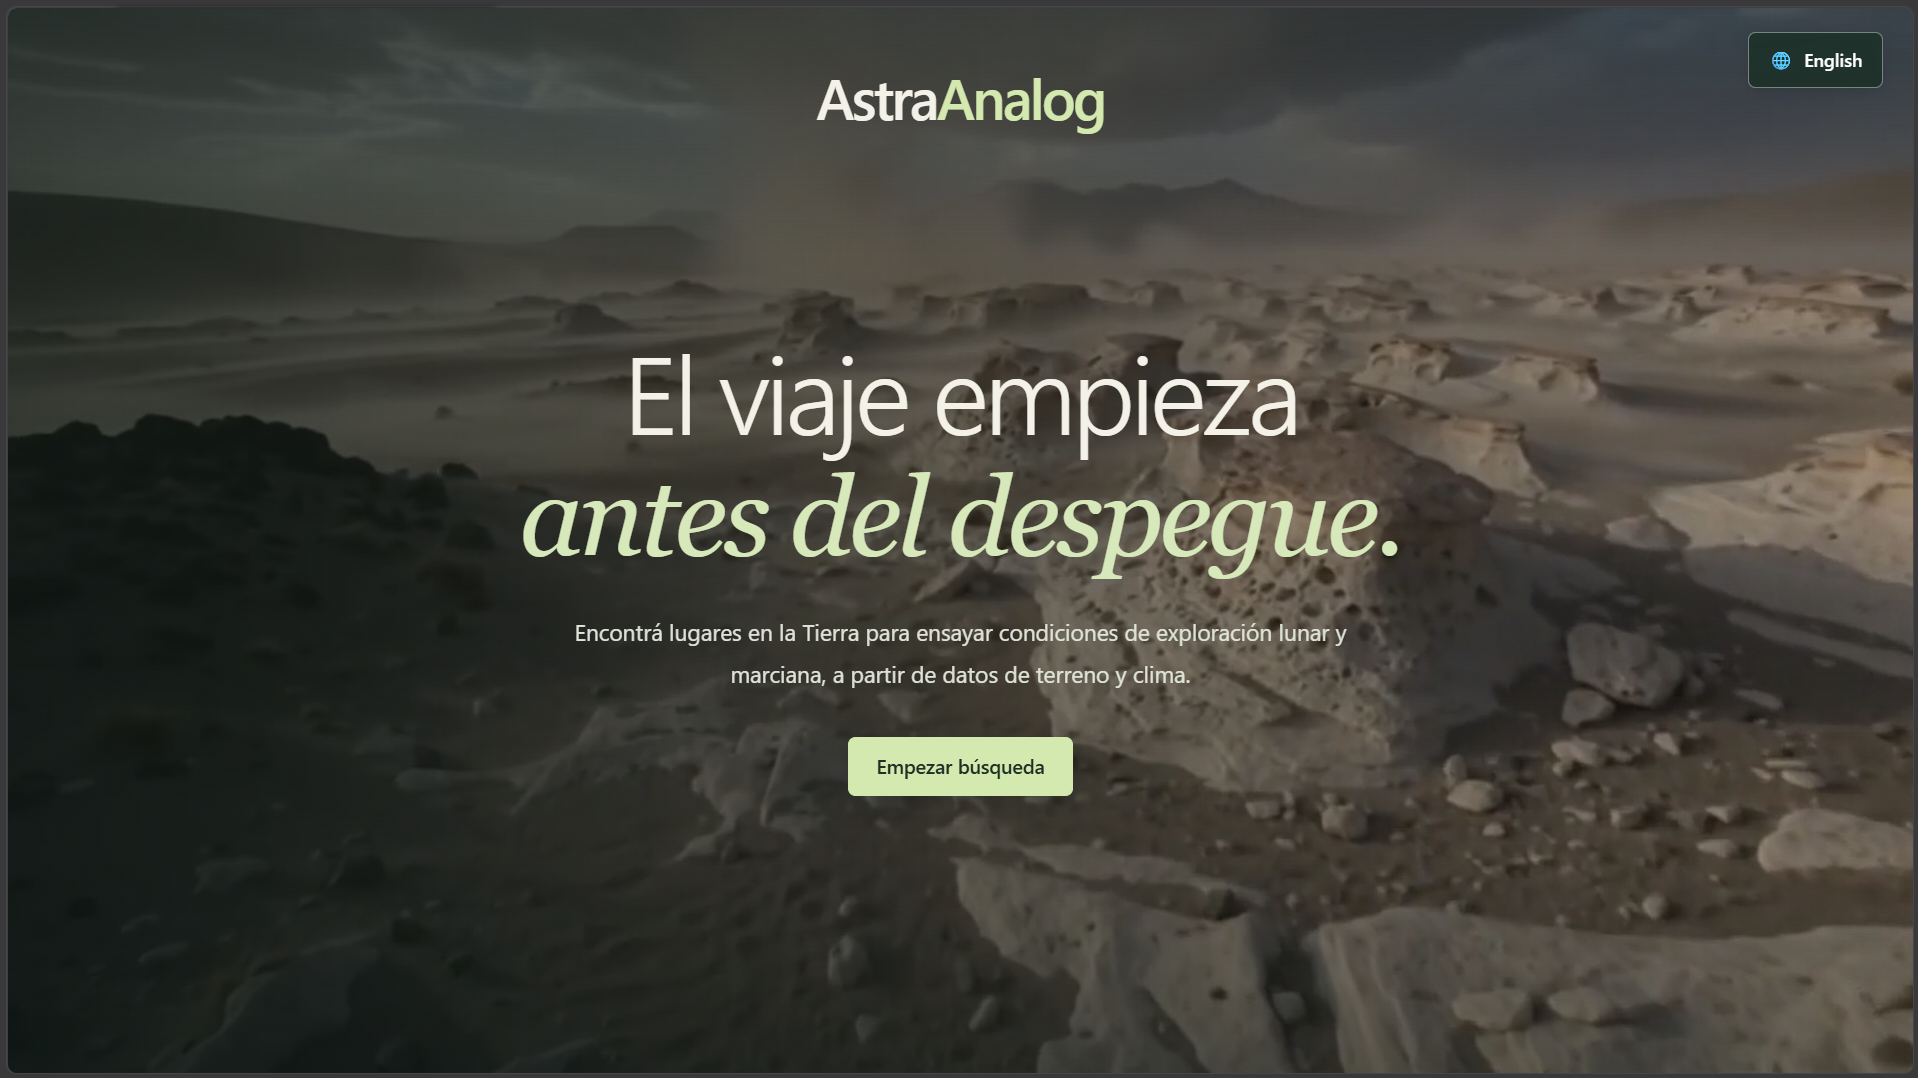 English
AstraAnalog
El viaje empieza
antes del despegue.
Encontrá lugares en la Tierra para ensayar condiciones de exploración lunar y
marciana, a partir de datos de terreno y clima.
Empezar búsqueda